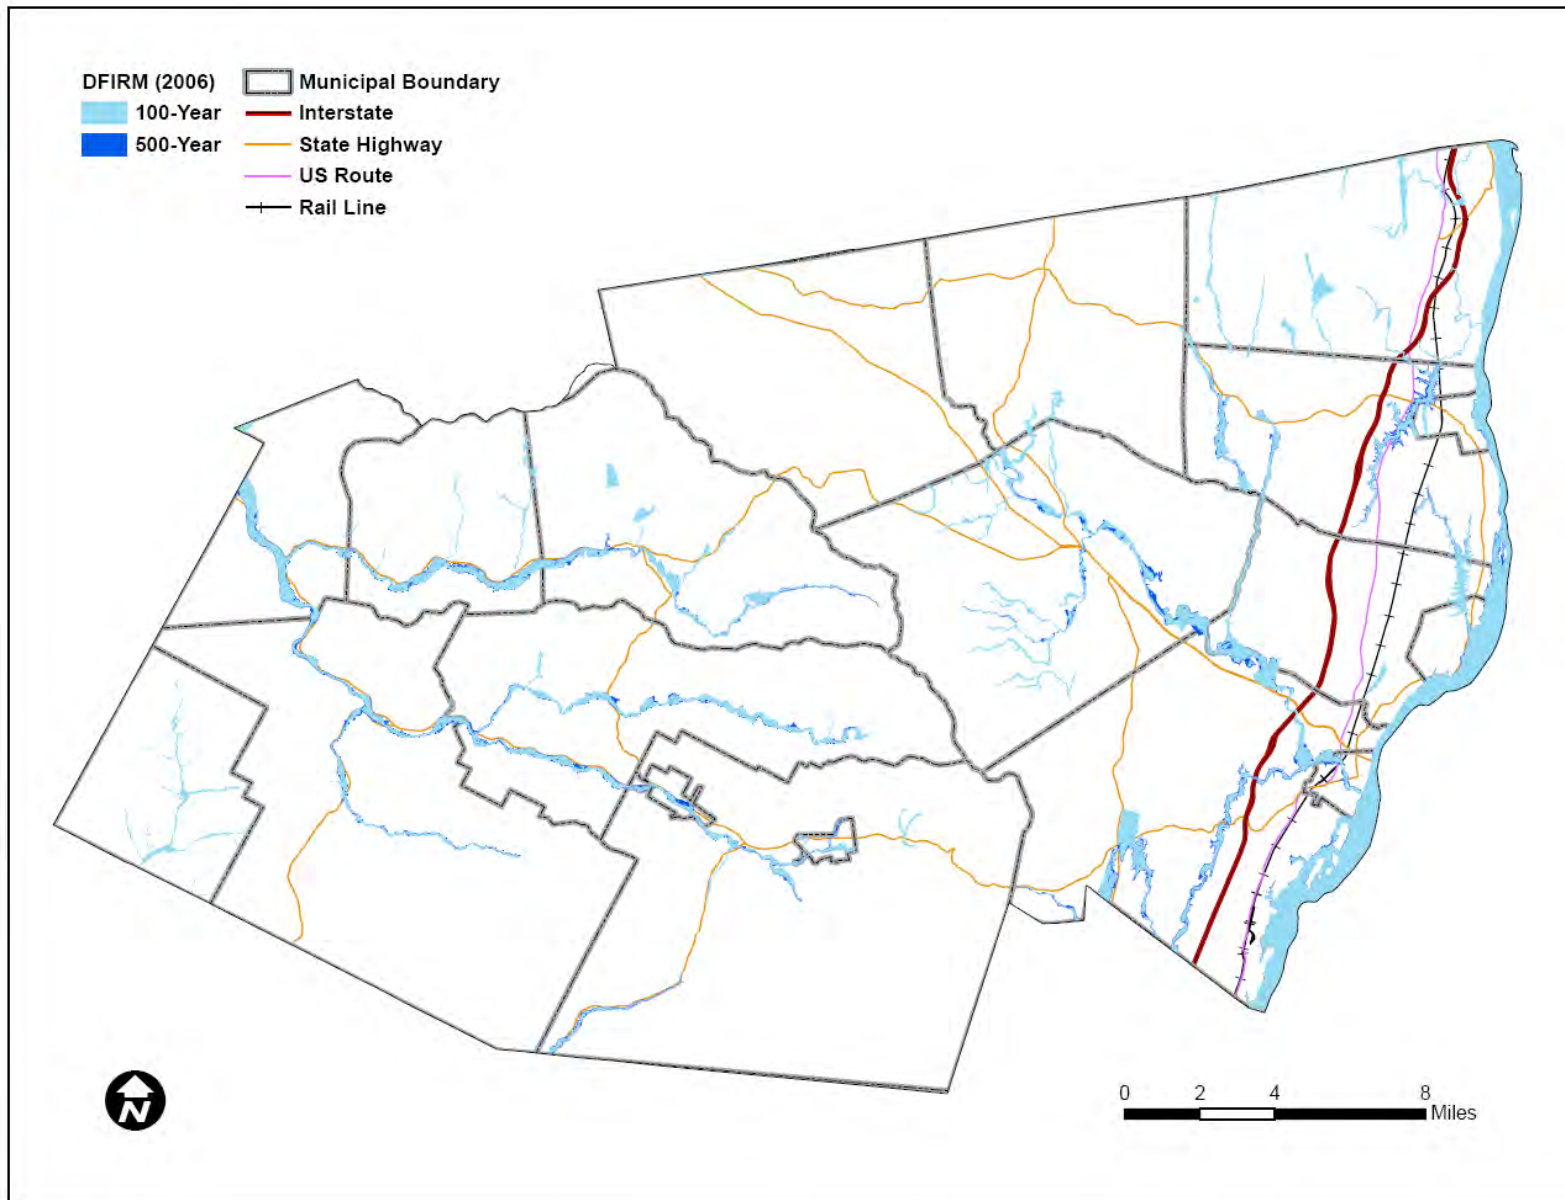 DFIRM (2006)
100-Year
500-Year
Municipal Boundary
Interstate
State Highway
US Route
Rail Line
N
0 2 4 8
Miles